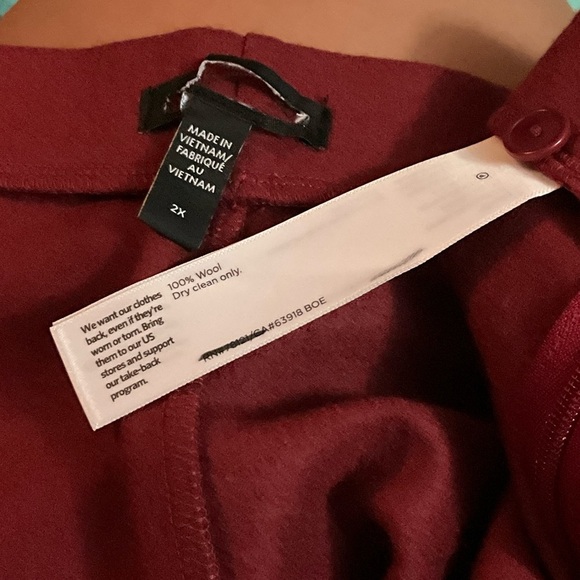 MADE IN
VIETNAM/
FABRIQUÉ
AU
VIETNAM
2X
100% Wool
Dry clean only.
We want our clothes
back, even if they're
worn or torn. Bring
them to our US
stores and support
our take-back
program.
CA#63918 BOE